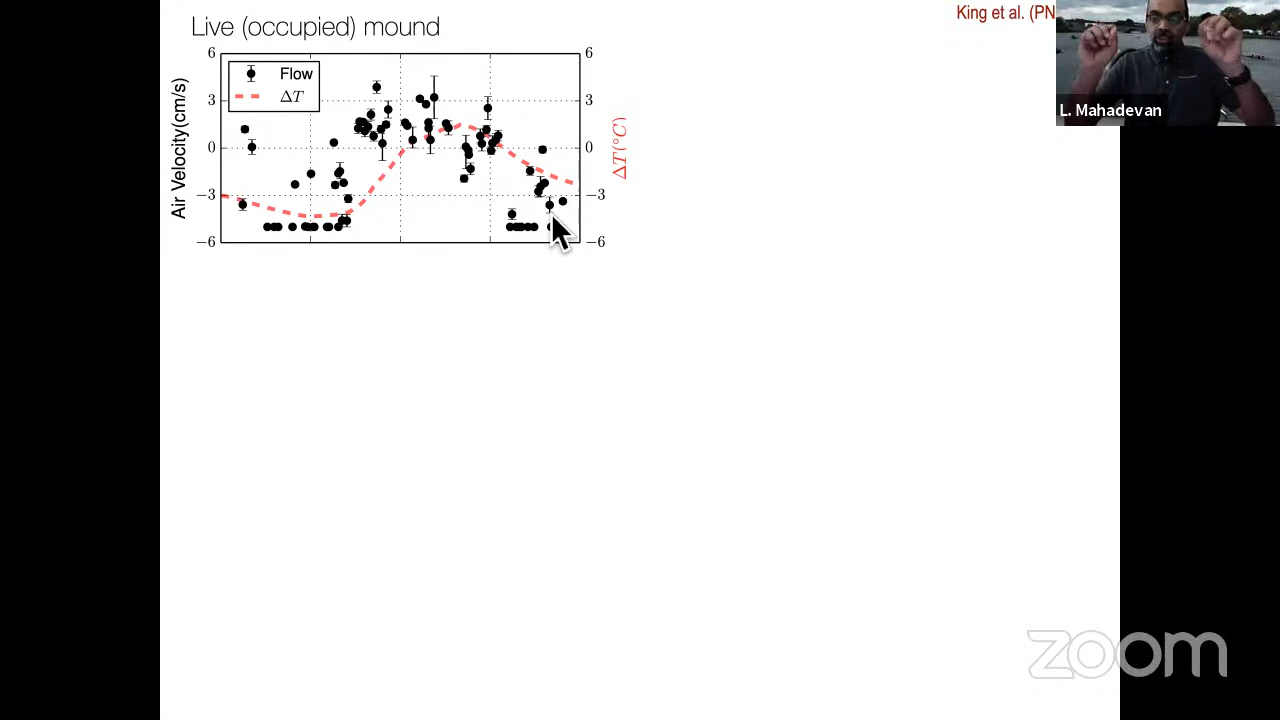 Live (occupied) mound
King et al. (PN
L. Mahadevan
6
3
0
−3
−6
Air Velocity(cm/s)
Flow
ΔT
6
3
0
−3
−6
ΔT(°C)
zoom